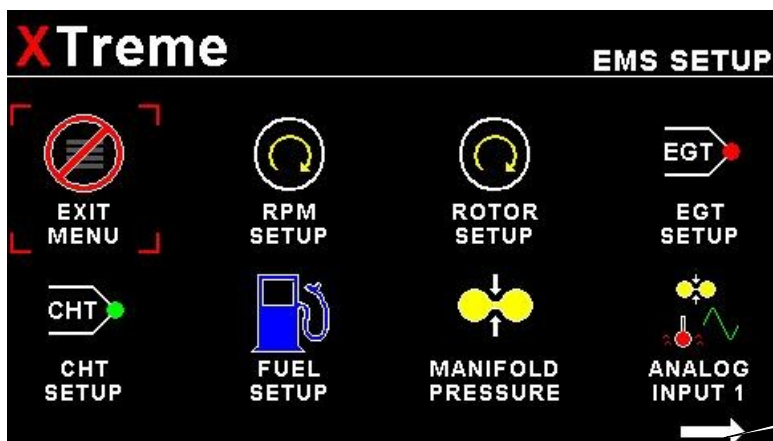 XTreme
EMS SETUP
EGT
EXIT
MENU
RPM
SETUP
ROTOR
SETUP
EGT
SETUP
CHT
CHT
SETUP
FUEL
SETUP
MANIFOLD
PRESSURE
ANALOG
INPUT 1